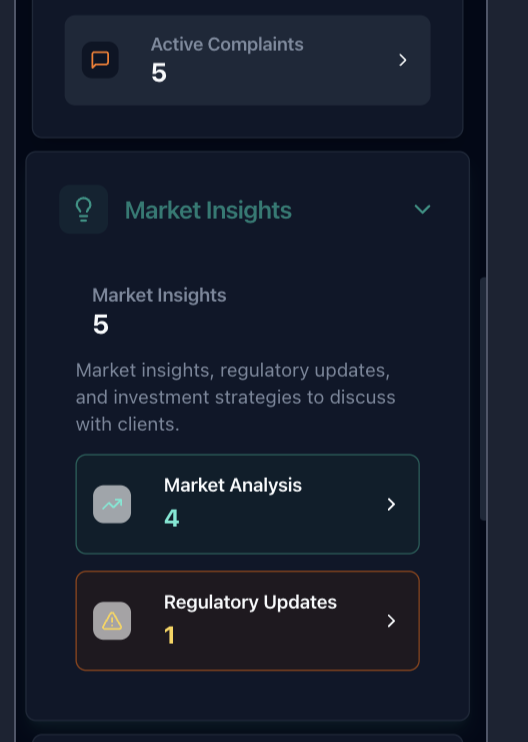 Active Complaints
5
Market Insights
Market Insights
5
Market insights, regulatory updates,
and investment strategies to discuss
with clients.
Market Analysis
4
Regulatory Updates
1